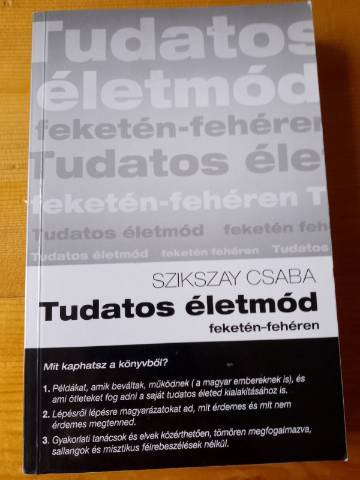 Tudatos
életmód
feketén-fehéren
Tudatos éle
feketén-fehéren T
Tudatos életmód feketén feh
Tudatos életmód feketén fehéren Tudatos
SZIKSZAY CSABA
Tudatos életmód
feketén-fehéren
Mit kaphatsz a könyvből?
1. Példákat, amik beváltak, működnek ( a magyar embereknek is), és
ami ötleteket fog adni a saját tudatos életed kialakításához is.
2. Lépésről lépésre magyarázatokat ad, mit érdemes és mit nem
érdemes megtenned.
3. Gyakorlati tanácsok és elvek közérthetően, tömören megfogalmazva,
sallangok és misztikus félrebeszélések nélkül.